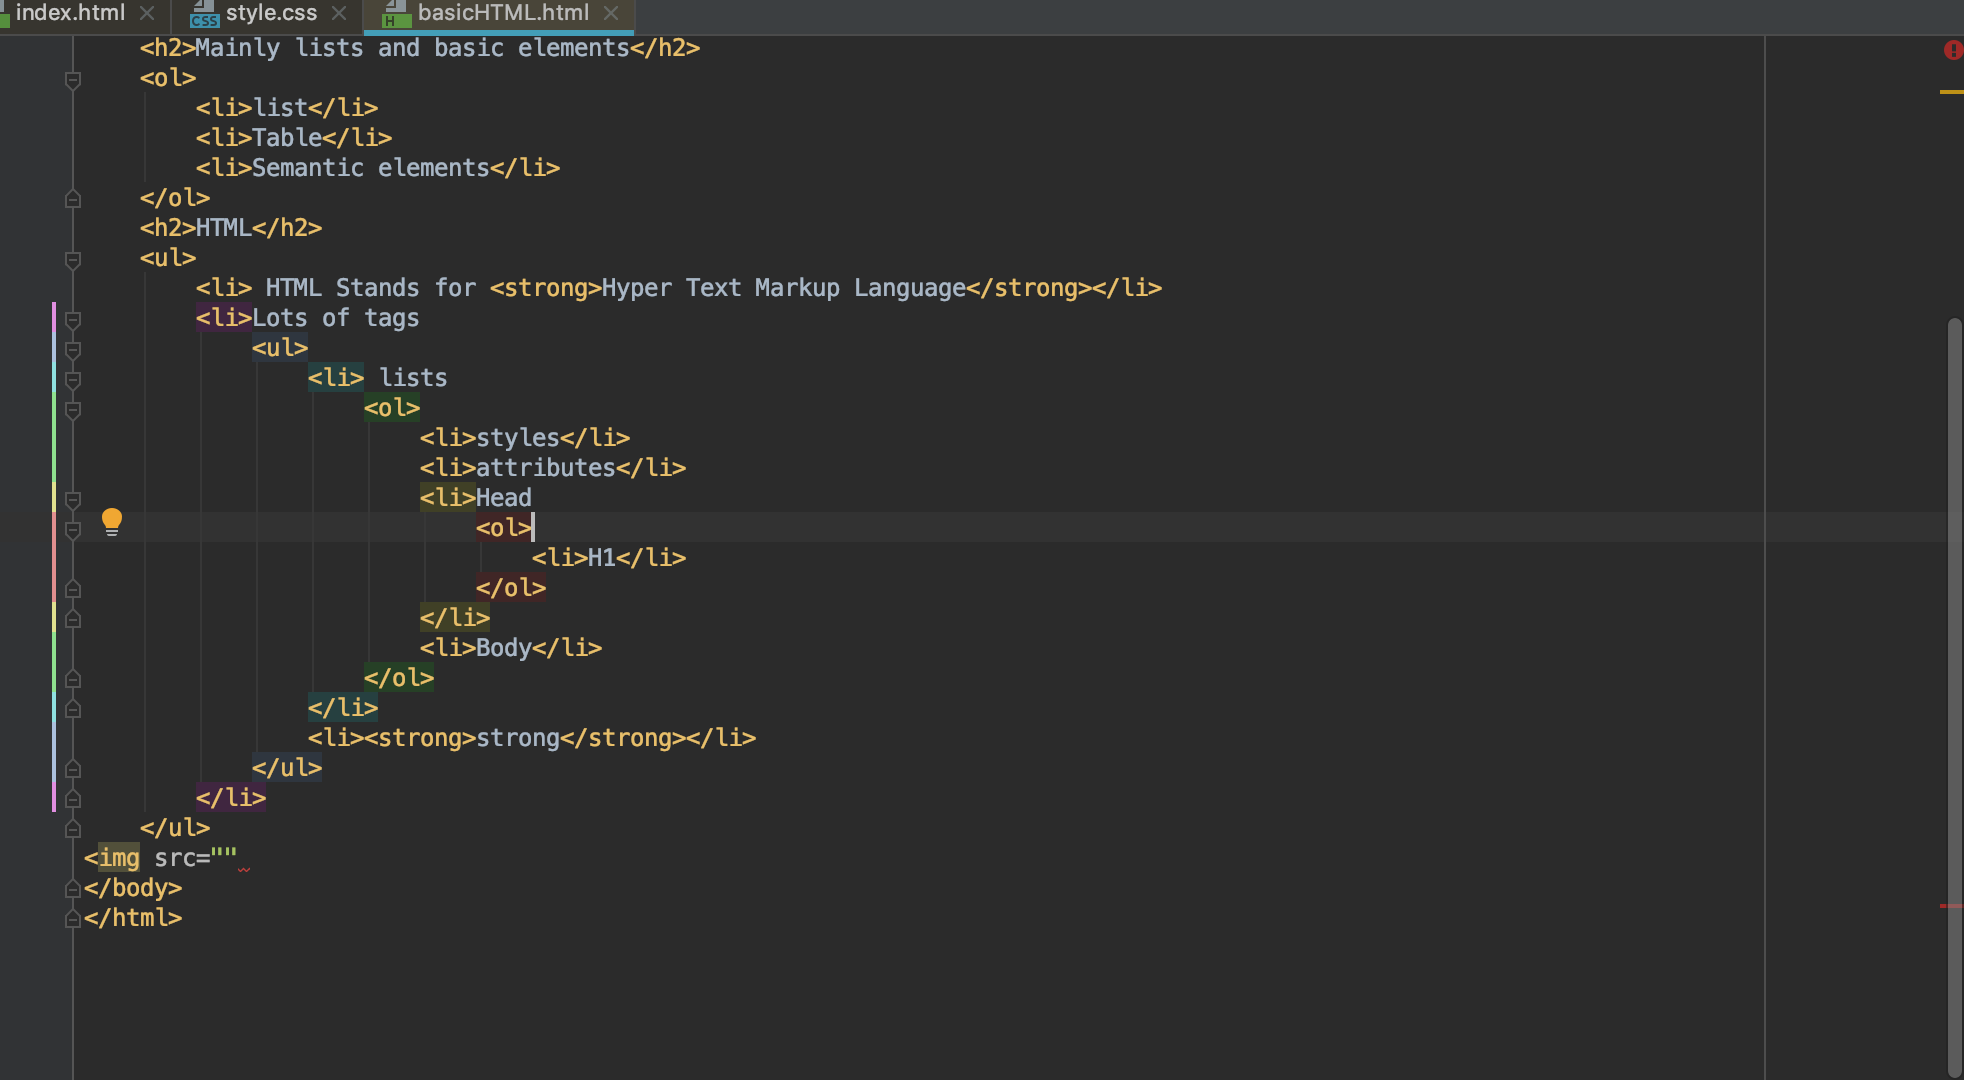 index.html style.css basicHTML.html
<h2>Mainly lists and basic elements</h2>
<ol>
<li>list</li>
<li>Table</li>
<li>Semantic elements</li>
</ol>
<h2>HTML</h2>
<ul>
<li> HTML Stands for <strong>Hyper Text Markup Language</strong></li>
<li>Lots of tags
<ul>
<li> lists
<ol>
<li>styles</li>
<li>attributes</li>
<li>Head
<ol>
<li>H1</li>
</ol>
</li>
<li>Body</li>
</ol>
</li>
<li><strong>strong</strong></li>
</ul>
</li>
</ul>
<img src=""
</body>
</html>